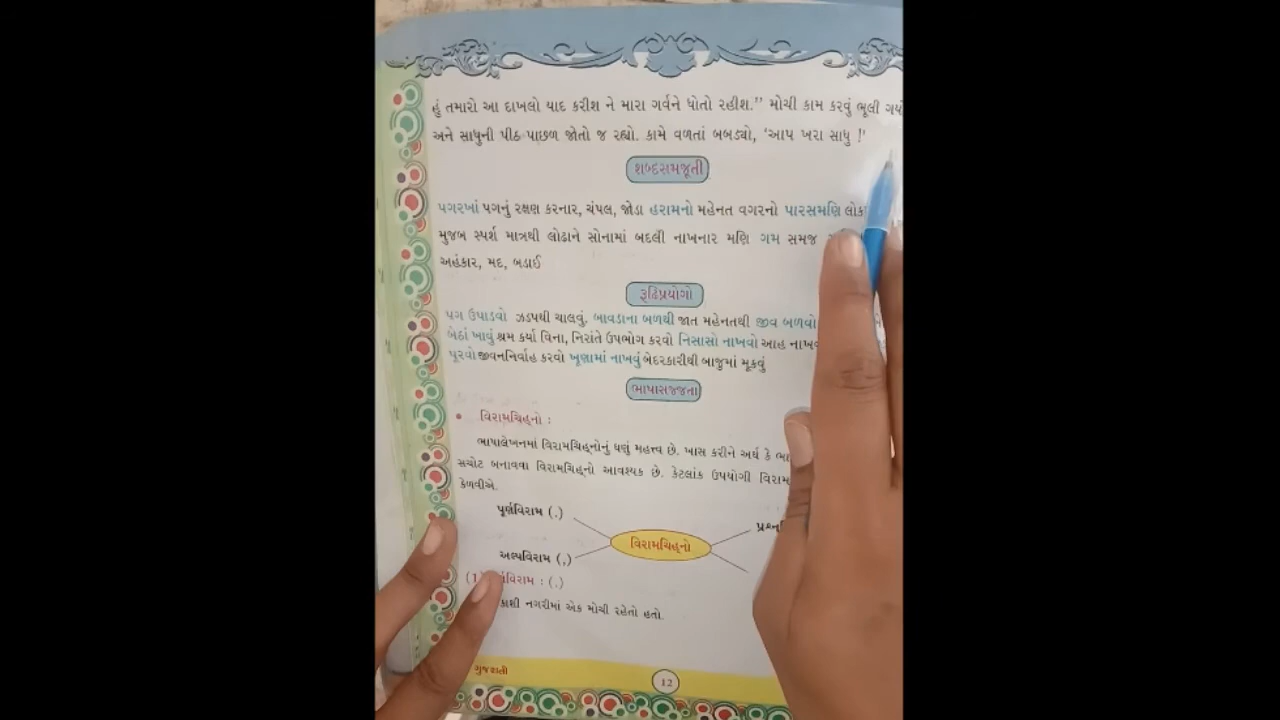 હું તમારો આ દાખલો યાદ કરીશ ને મારા ગર્વને ધોતો રહીશ.” મોચી કામ કરવું ભૂલી ગયો
અને સાધુની પીઠ પાછળ જોતો જ રહ્યો. કામે વળતાં બબડ્યો, ‘આપ ખરા સાધુ !’
શબ્દસમજૂતી
પગરખાં પગનું રક્ષણ કરનાર, ચંપલ, જોડા હરામનો મહેનત વગરનો પારસમણિ
મુજબ સ્પર્શ માત્રથી લોઢાને સોનામાં બદલી નાખનાર મણિ ગમ સમજ
અહંકાર, મદ, બડાઈ
રૂઢિપ્રયોગો
પગ ઉપાડવો ઝડપથી ચાલવું. બાવડાના બળથી જાત મહેનતથી જીવ બળવો
બેઠાં ખાવું શ્રમ કર્યા વિના, નિરાંતે ઉપભોગ કરવો નિસાસો નાખવો આહ
પૂરવો જીવનનિર્વાહ કરવો ખૂણામાં નાખવું બેદરકારીથી બાજુમાં મૂકવું
ભાષાસજ્જતા
• વિરામચિહ્નો :
ભાષાલેખનમાં વિરામચિહ્નોનું ઘણું મહત્ત્વ છે. ખાસ કરીને અર્થ કે
સચોટ બનાવવા વિરામચિહ્નો આવશ્યક છે. કેટલાંક ઉપયોગી
કેળવીએ.
પૂર્ણવિરામ (.)
વિરામચિહ્નો
અલ્પવિરામ (,)
(1) : (.)
કાશી નગરીમાં એક મોચી રહેતો હતો.
ગુજરાતી
12